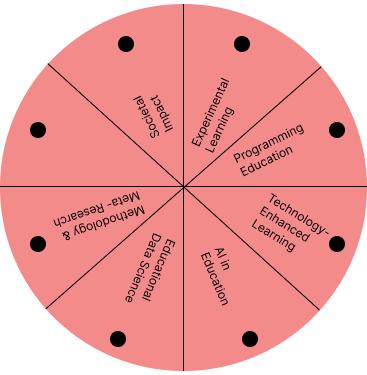 Experimental
Learning
Programming
Education
Technology-
Enhanced
Learning
AI in
Education
Educational
Data Science
Methodology &
Meta- Research
Societal
Impact